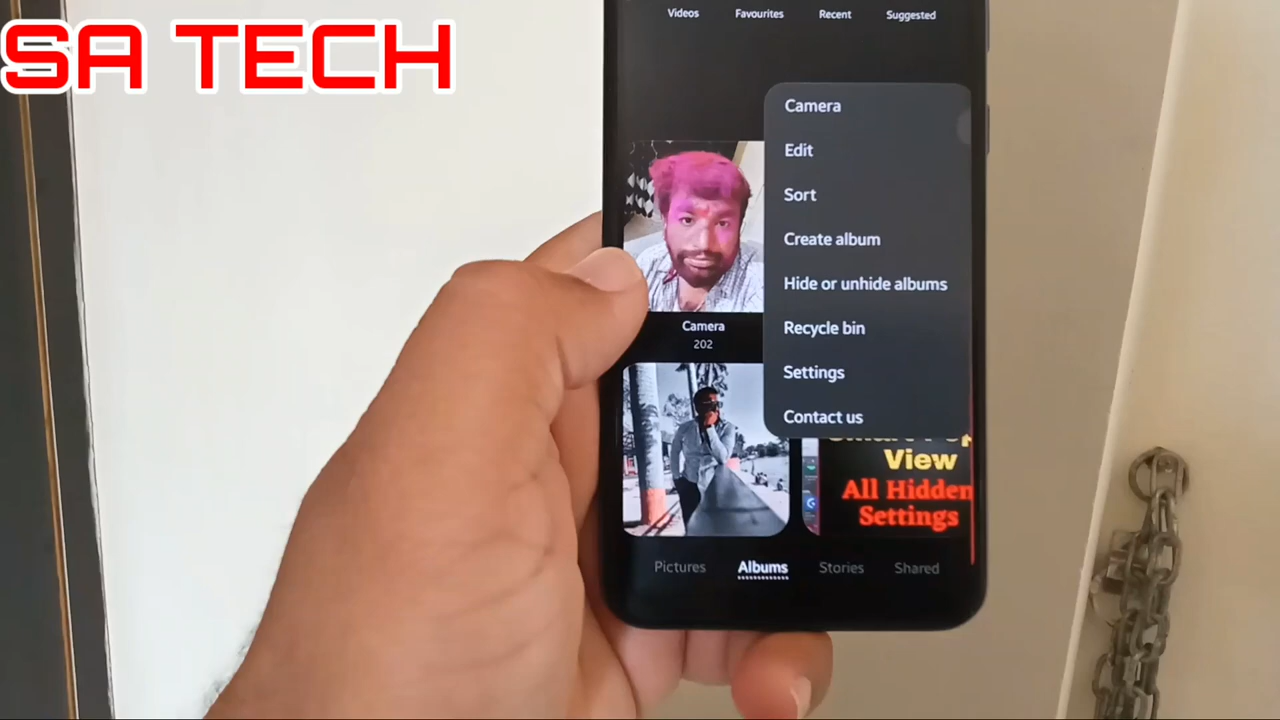 SA TECH
Videos Favourites Recent Suggested
Camera
Edit
Sort
Create album
Hide or unhide albums
Recycle bin
Settings
Contact us
Camera
202
View
All Hidden
Settings
Pictures Albums Stories Shared